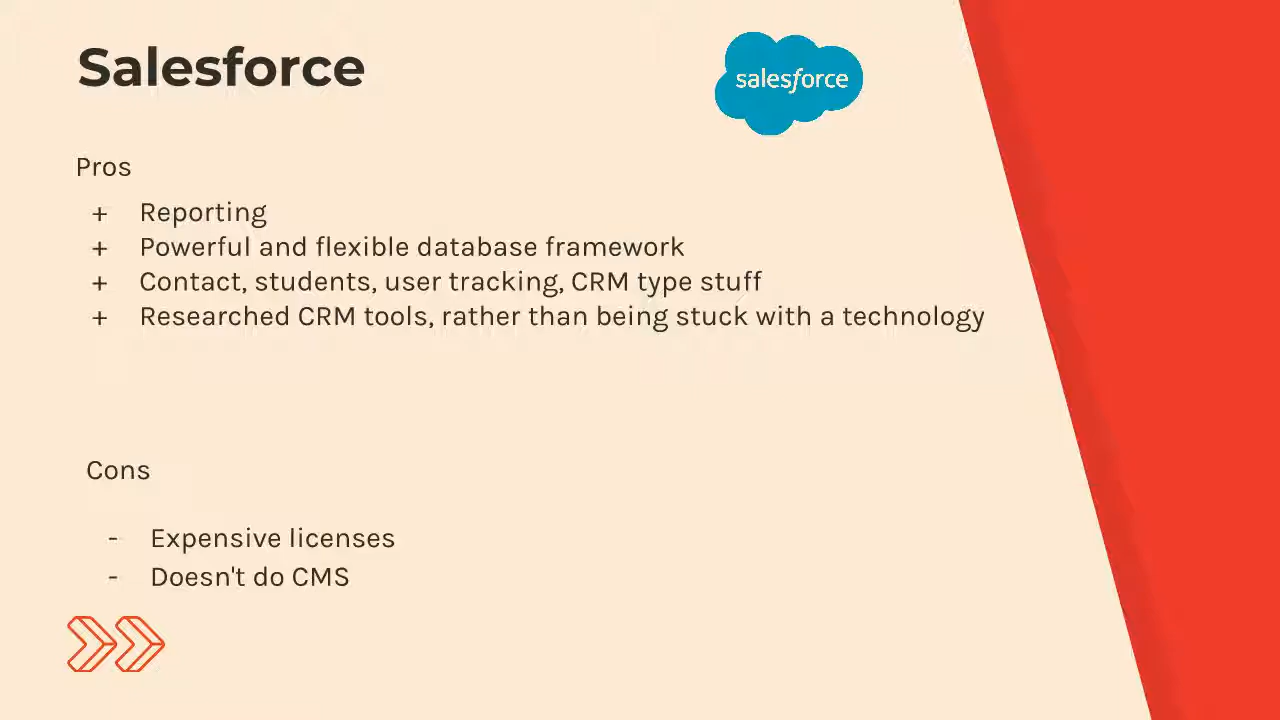 Salesforce
salesforce
Pros
+ Reporting
+ Powerful and flexible database framework
+ Contact, students, user tracking, CRM type stuff
+ Researched CRM tools, rather than being stuck with a technology
Cons
- Expensive licenses
- Doesn't do CMS